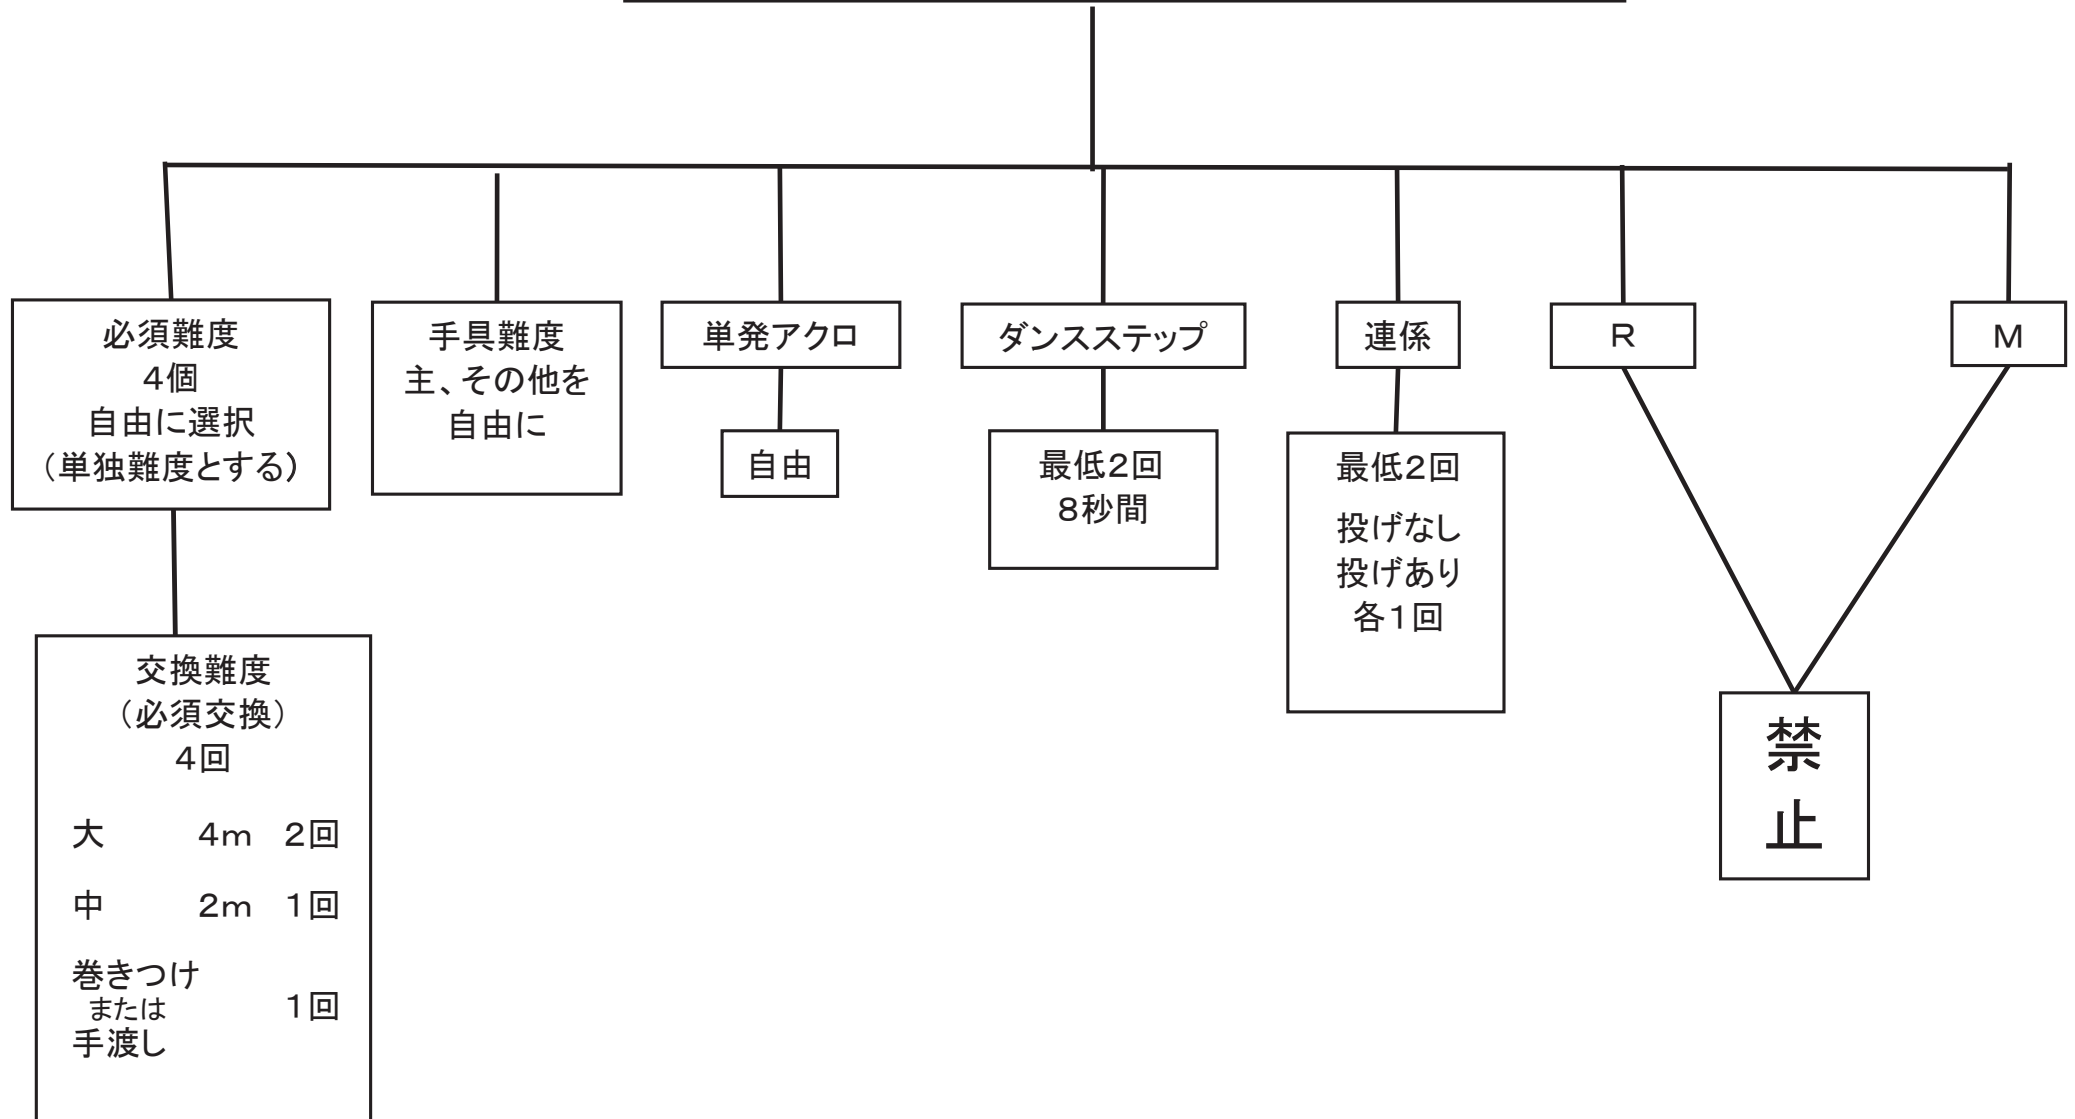 必須難度
４個
自由に選択
（単独難度とする）
手具難度
主、その他を
自由に
単発アクロ
自由
ダンスステップ
最低２回
８秒間
連係
最低２回
投げなし
投げあり
各１回
Ｒ
Ｍ
禁
止
交換難度
（必須交換）
４回
大 ４ｍ ２回
中 ２ｍ １回
巻きつけ
または １回
手渡し